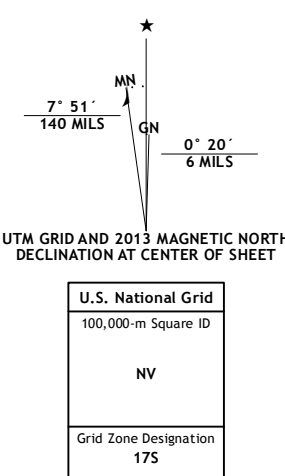 ★
MN
7° 51´
140 MILS
GN
0° 20´
6 MILS
UTM GRID AND 2013 MAGNETIC NORTH
DECLINATION AT CENTER OF SHEET
U.S. National Grid
100,000-m Square ID
NV
Grid Zone Designation
17S